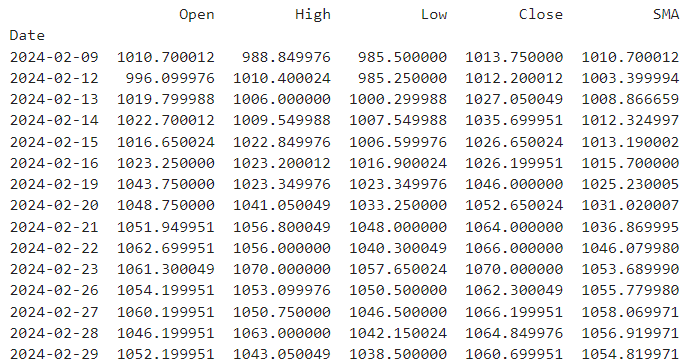 Open High Low Close SMA
Date
2024-02-09 1010.700012 988.849976 985.500000 1013.750000 1010.700012
2024-02-12 996.099976 1010.400024 985.250000 1012.200012 1003.399994
2024-02-13 1019.799988 1006.000000 1000.299988 1027.050049 1008.866659
2024-02-14 1022.700012 1009.549988 1007.549988 1035.699951 1012.324997
2024-02-15 1016.650024 1022.849976 1006.599976 1026.650024 1013.190002
2024-02-16 1023.250000 1023.200012 1016.900024 1026.199951 1015.700000
2024-02-19 1043.750000 1023.349976 1023.349976 1046.000000 1025.230005
2024-02-20 1048.750000 1041.050049 1033.250000 1052.650024 1031.020007
2024-02-21 1051.949951 1056.800049 1048.000000 1064.000000 1036.869995
2024-02-22 1062.699951 1056.000000 1040.300049 1066.000000 1046.079980
2024-02-23 1061.300049 1070.000000 1057.650024 1070.000000 1053.689990
2024-02-26 1054.199951 1053.099976 1050.500000 1062.300049 1055.779980
2024-02-27 1060.199951 1050.750000 1046.500000 1066.199951 1058.069971
2024-02-28 1046.199951 1063.000000 1042.150024 1064.849976 1056.919971
2024-02-29 1052.199951 1043.050049 1038.500000 1060.699951 1054.819971